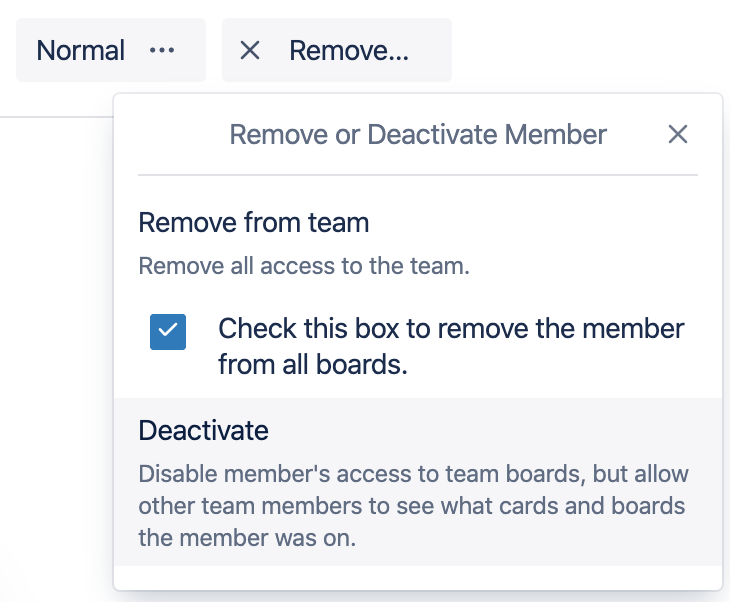 Normal ••• × Remove...
Remove or Deactivate Member ×
Remove from team
Remove all access to the team.
Check this box to remove the member
from all boards.
Deactivate
Disable member's access to team boards, but allow
other team members to see what cards and boards
the member was on.